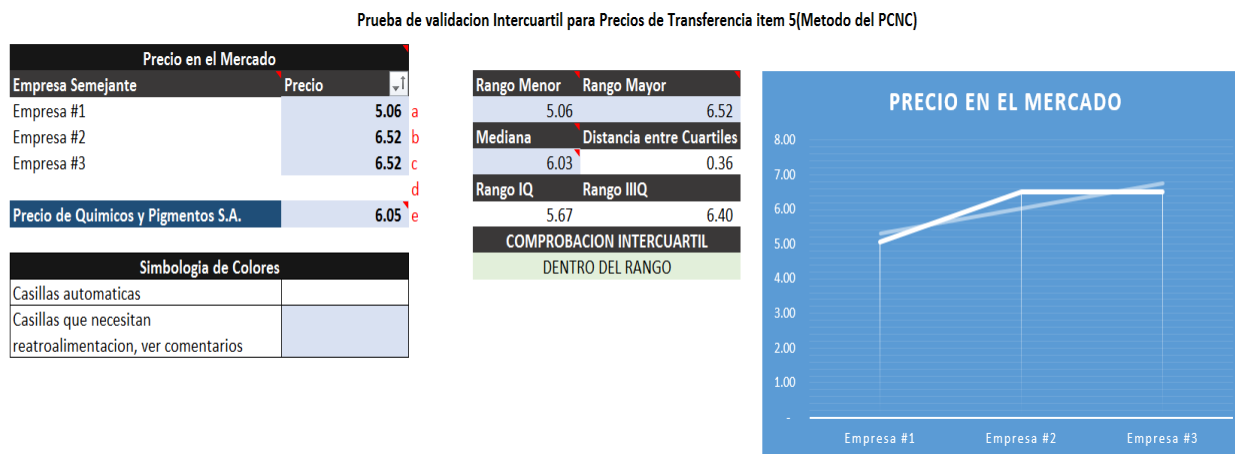 Prueba de validacion Intercuartil para Precios de Transferencia item 5(Metodo del PCNC)
Precio en el Mercado
Empresa Semejante Precio
Empresa #1 5.06 a
Empresa #2 6.52 b
Empresa #3 6.52 c
d
Precio de Quimicos y Pigmentos S.A. 6.05 e
Simbologia de Colores
Casillas automaticas
Casillas que necesitan
reatroalimentacion, ver comentarios
Rango Menor Rango Mayor
5.06 6.52
Mediana Distancia entre Cuartiles
6.03 0.36
Rango IQ Rango IIIQ
5.67 6.40
COMPROBACION INTERCUARTIL
DENTRO DEL RANGO
PRECIO EN EL MERCADO
8.00
7.00
6.00
5.00
4.00
3.00
2.00
1.00
-
Empresa #1 Empresa #2 Empresa #3